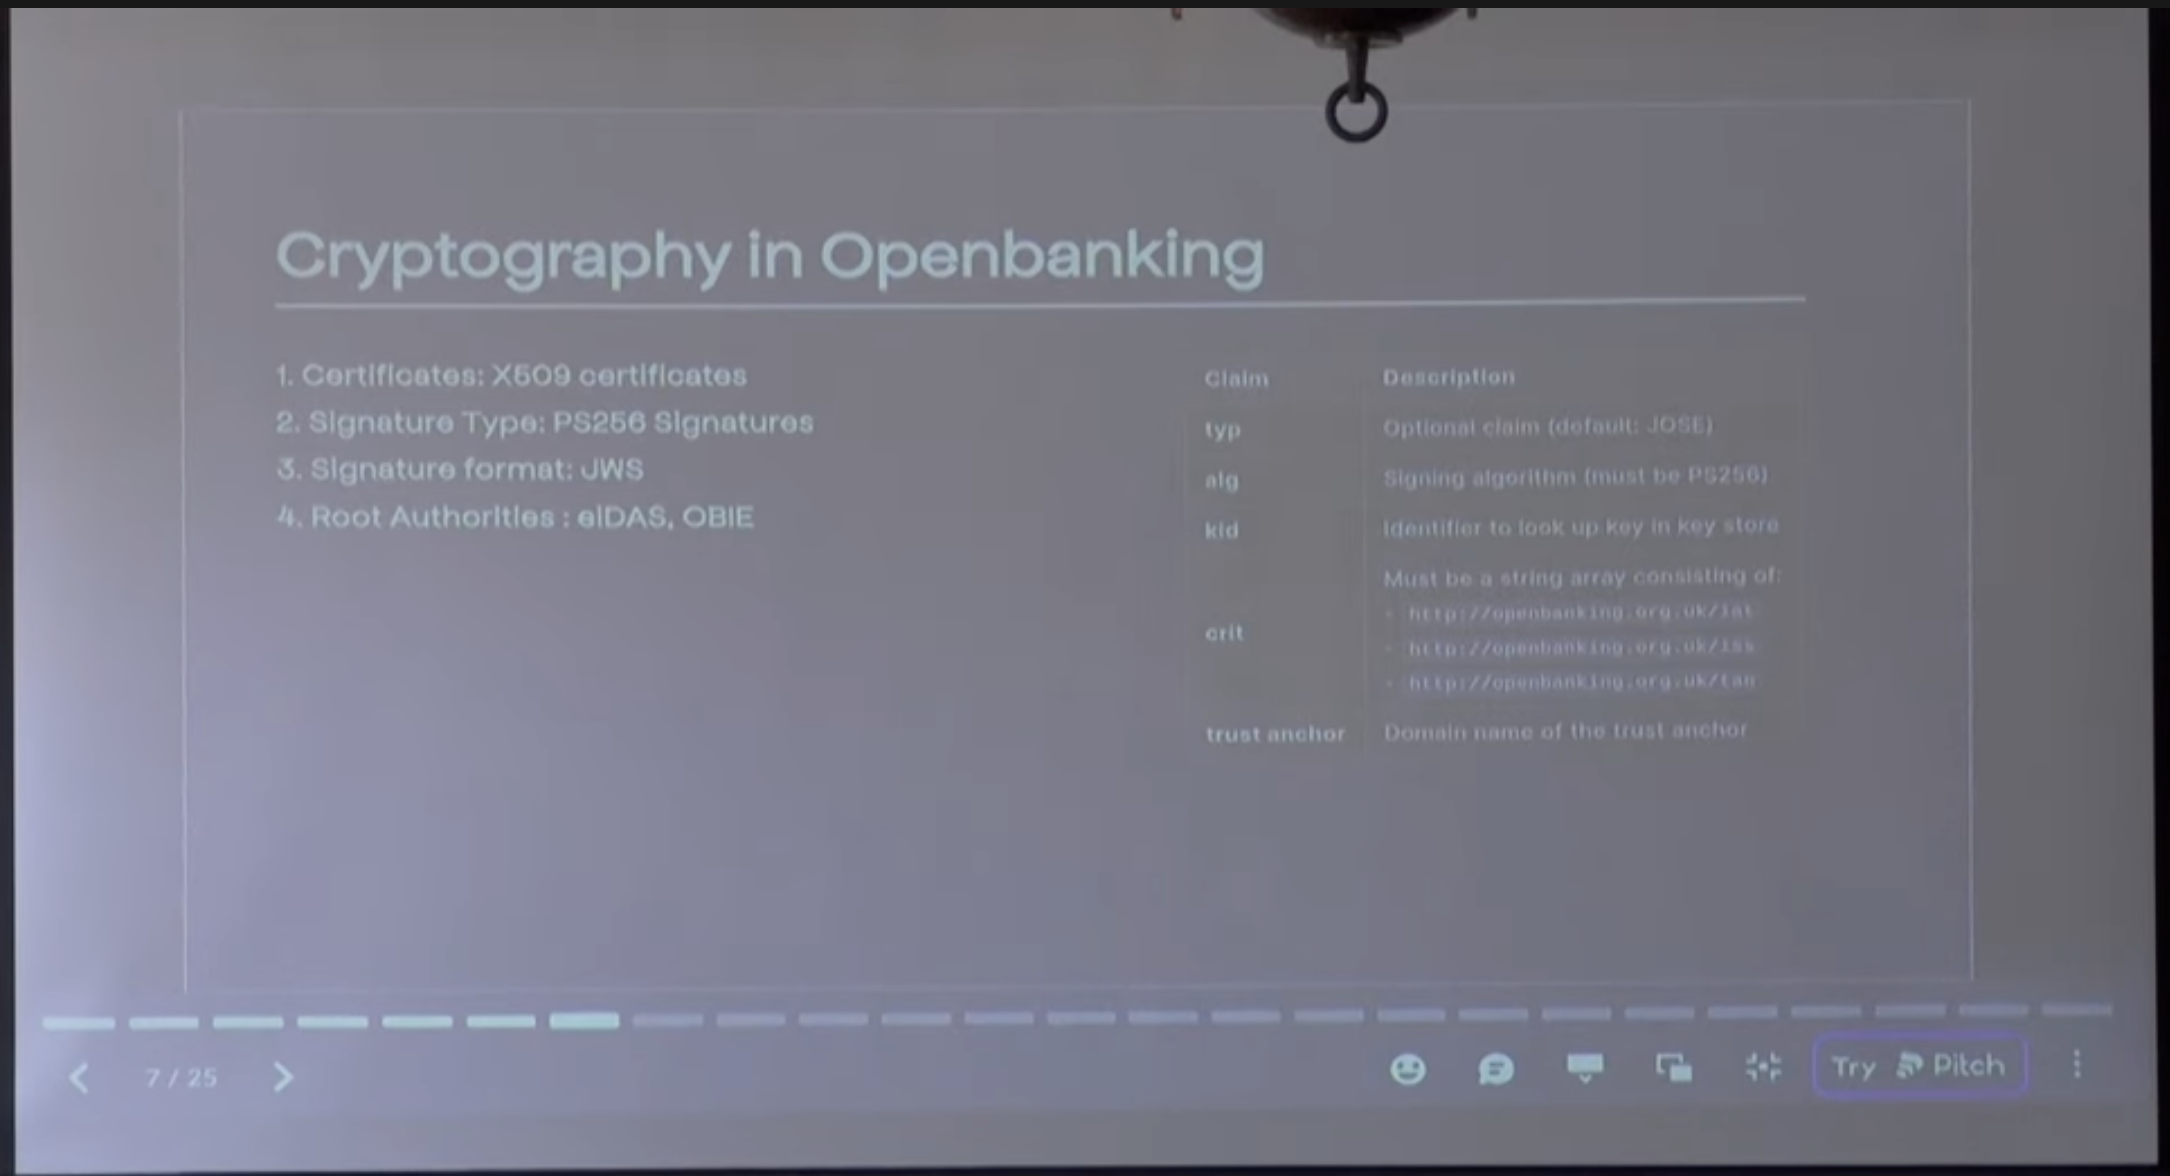 Cryptography in Openbanking
1. Certificates: X509 certificates
2. Signature Type: PS256 Signatures
3. Signature format: JWS
4. Root Authorities : eIDAS, OBIE
Claim Description
typ Optional claim (default: JOSE)
alg Signing algorithm (must be PS256)
kid Identifier to look up key in key store
crit Must be a string array consisting of:
- http://openbanking.org.uk/iat
- http://openbanking.org.uk/iss
- http://openbanking.org.uk/tan
trust anchor Domain name of the trust anchor
7 / 25
Try Pitch